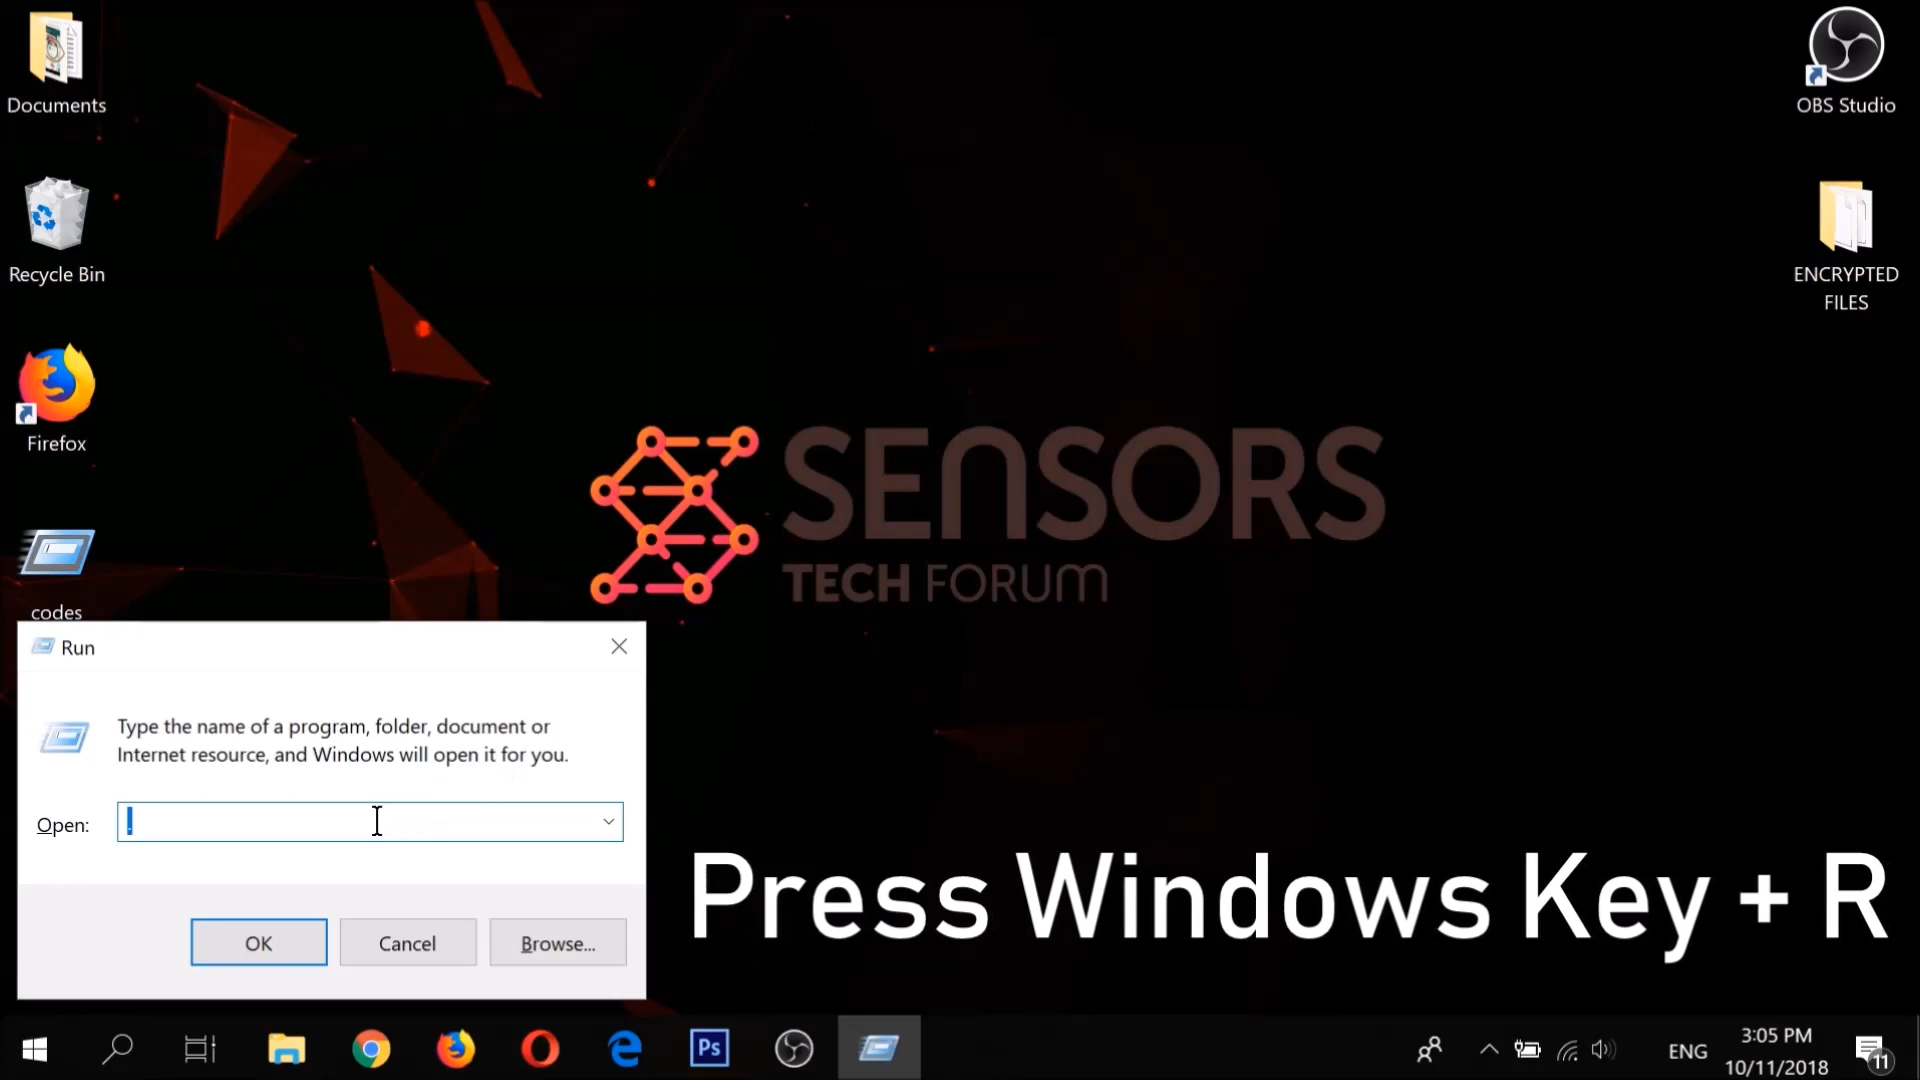 Documents
OBS Studio
Recycle Bin
ENCRYPTED
FILES
Firefox
SENSORS
TECH FORUM
codes
Run
Type the name of a program, folder, document or
Internet resource, and Windows will open it for you.
Open:
.
OK
Cancel
Browse...
Press Windows Key + R
Ps
ENG
3:05 PM
10/11/2018
11